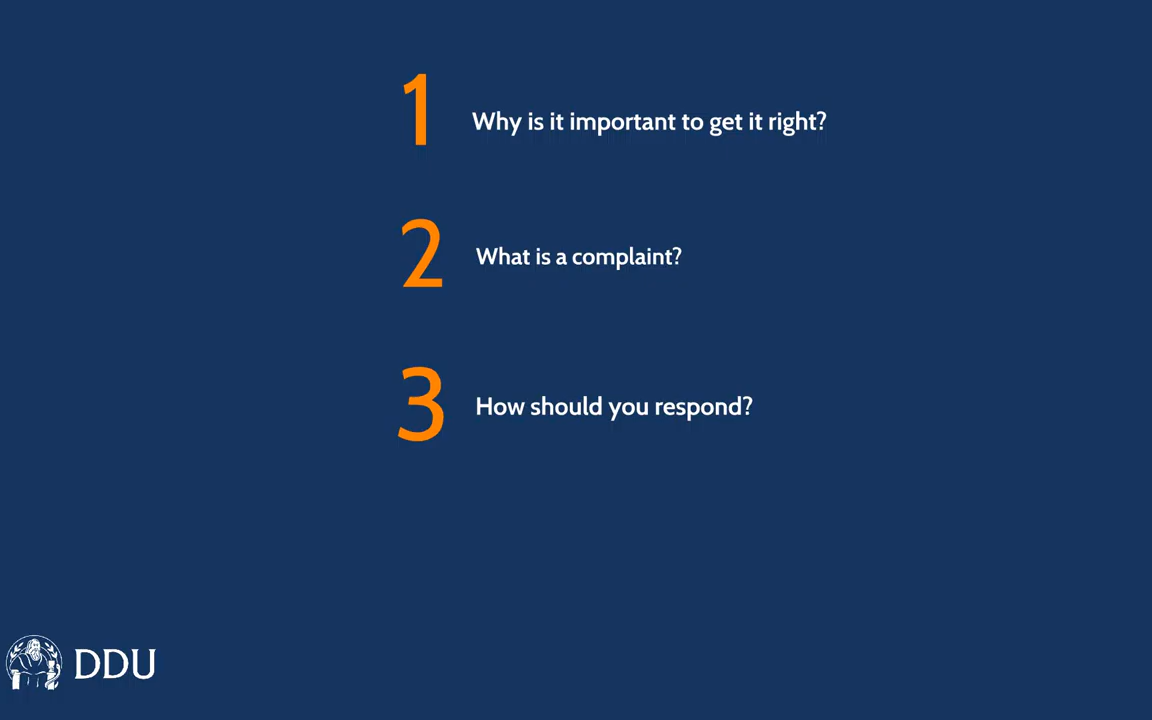 1 Why is it important to get it right?
2 What is a complaint?
3 How should you respond?
DDU